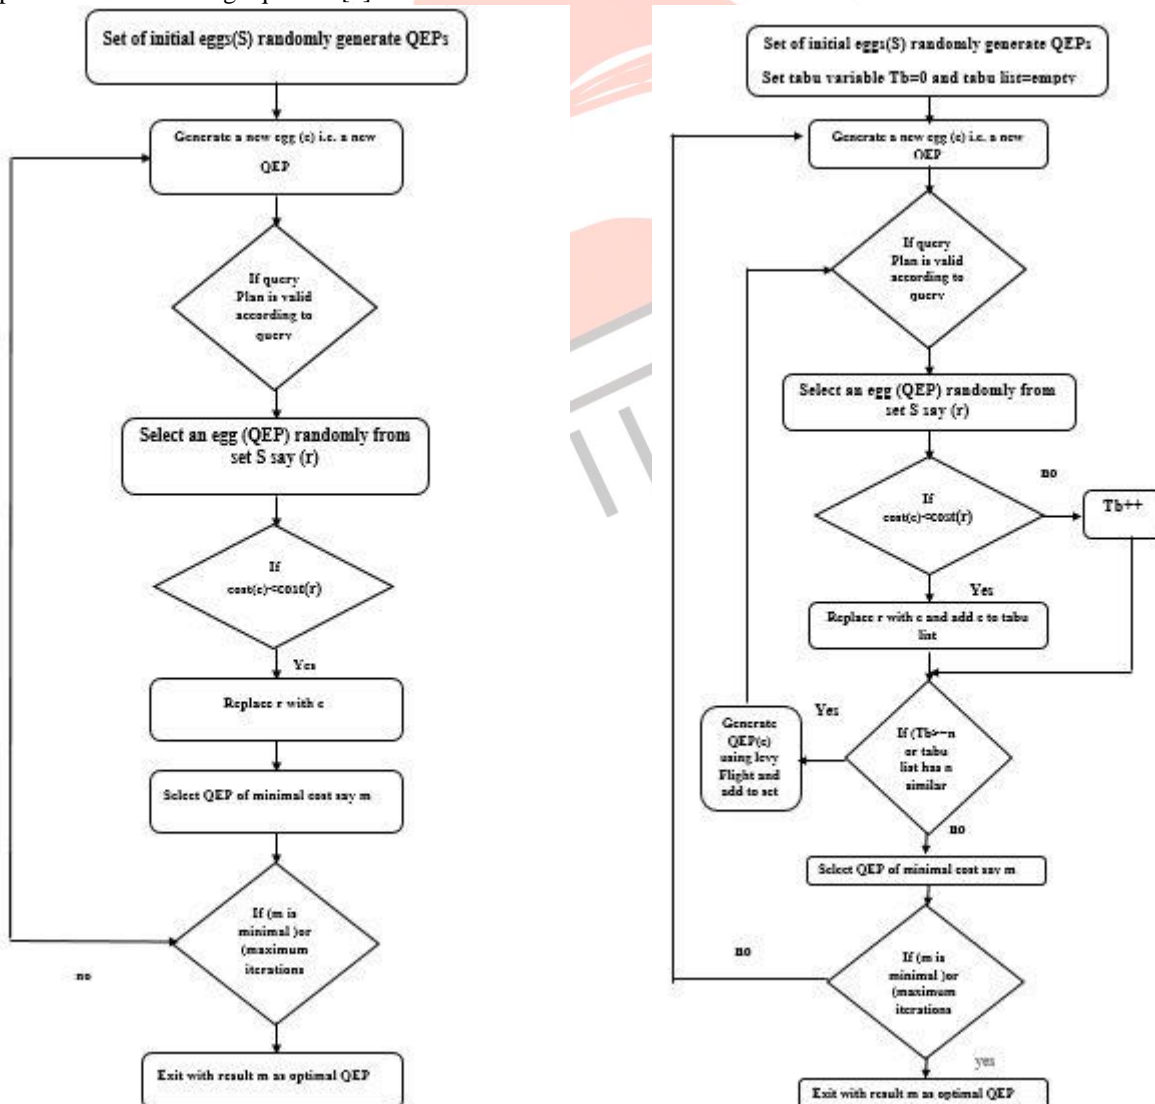 Set of initial eggs(S) randomly generate QEPs
Generate a new egg (e) i.e. a new
QEP
If query
Plan is valid
according to
query
Select an egg (QEP) randomly from
set S say (r)
If
cost(e)<=cost(r)
Yes
Replace r with e
Select QEP of minimal cost say m
If (m is
minimal )or
(maximum
iterations
no
Exit with result m as optimal QEP
Set of initial eggs(S) randomly generate QEPs
Set tabu variable Tb=0 and tabu list=empty
Generate a new egg (e) i.e. a new
QEP
If query
Plan is valid
according to
query
Select an egg (QEP) randomly from
set S say (r)
If
cost(e)<=cost(r)
no
Tb++
Yes
Replace r with e and add e to tabu
list
If (Tb>=n
or tabu
list has n
similar
Yes
Generate
QEP(e)
using levy
Flight and
add to set
no
Select QEP of minimal cost say m
If (m is
minimal )or
(maximum
iterations
no
yes
Exit with result m as optimal QEP